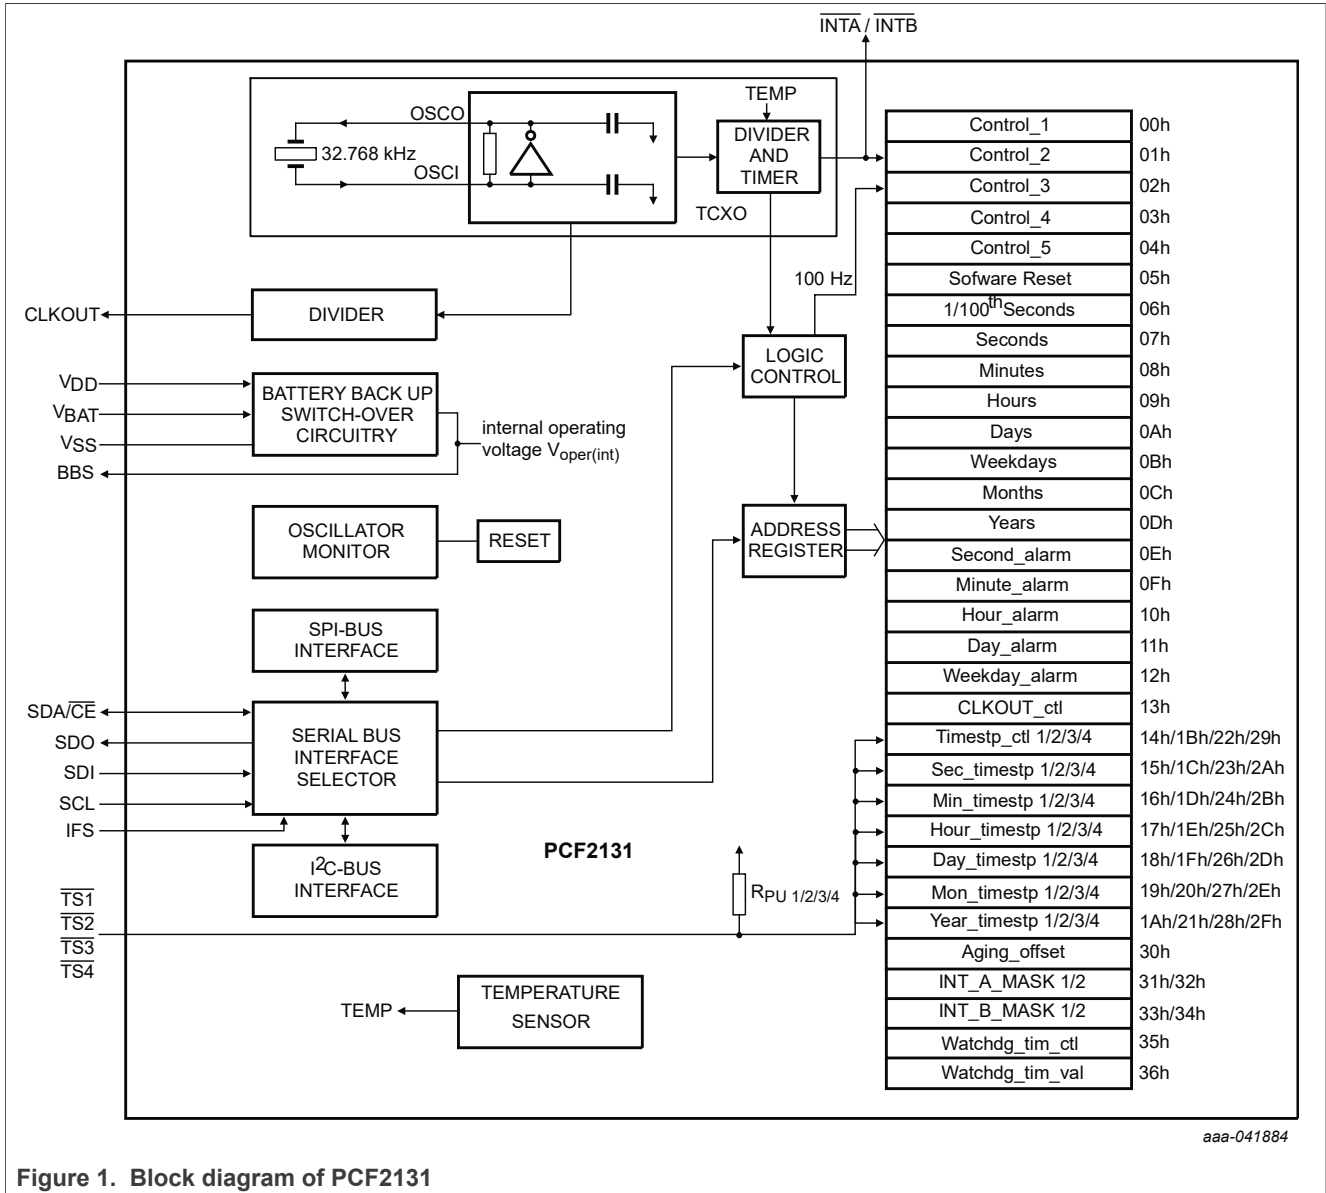 INTA / INTB
OSCO
32.768 kHz
OSCI
TEMP
DIVIDER
AND
TIMER
TCXO
100 Hz
CLKOUT
DIVIDER
VDD
VBAT
VSS
BBS
BATTERY BACK UP
SWITCH-OVER
CIRCUITRY
internal operating
voltage Voper(int)
LOGIC
CONTROL
OSCILLATOR
MONITOR
RESET
ADDRESS
REGISTER
SPI-BUS
INTERFACE
SDA/CE
SDO
SDI
SCL
IFS
SERIAL BUS
INTERFACE
SELECTOR
I2C-BUS
INTERFACE
PCF2131
RPU 1/2/3/4
TS1
TS2
TS3
TS4
TEMP
TEMPERATURE
SENSOR
Control_1 00h
Control_2 01h
Control_3 02h
Control_4 03h
Control_5 04h
Sofware Reset 05h
1/100th Seconds 06h
Seconds 07h
Minutes 08h
Hours 09h
Days 0Ah
Weekdays 0Bh
Months 0Ch
Years 0Dh
Second_alarm 0Eh
Minute_alarm 0Fh
Hour_alarm 10h
Day_alarm 11h
Weekday_alarm 12h
CLKOUT_ctl 13h
Timestp_ctl 1/2/3/4 14h/1Bh/22h/29h
Sec_timestp 1/2/3/4 15h/1Ch/23h/2Ah
Min_timestp 1/2/3/4 16h/1Dh/24h/2Bh
Hour_timestp 1/2/3/4 17h/1Eh/25h/2Ch
Day_timestp 1/2/3/4 18h/1Fh/26h/2Dh
Mon_timestp 1/2/3/4 19h/20h/27h/2Eh
Year_timestp 1/2/3/4 1Ah/21h/28h/2Fh
Aging_offset 30h
INT_A_MASK 1/2 31h/32h
INT_B_MASK 1/2 33h/34h
Watchdg_tim_ctl 35h
Watchdg_tim_val 36h
aaa-041884
Figure 1. Block diagram of PCF2131